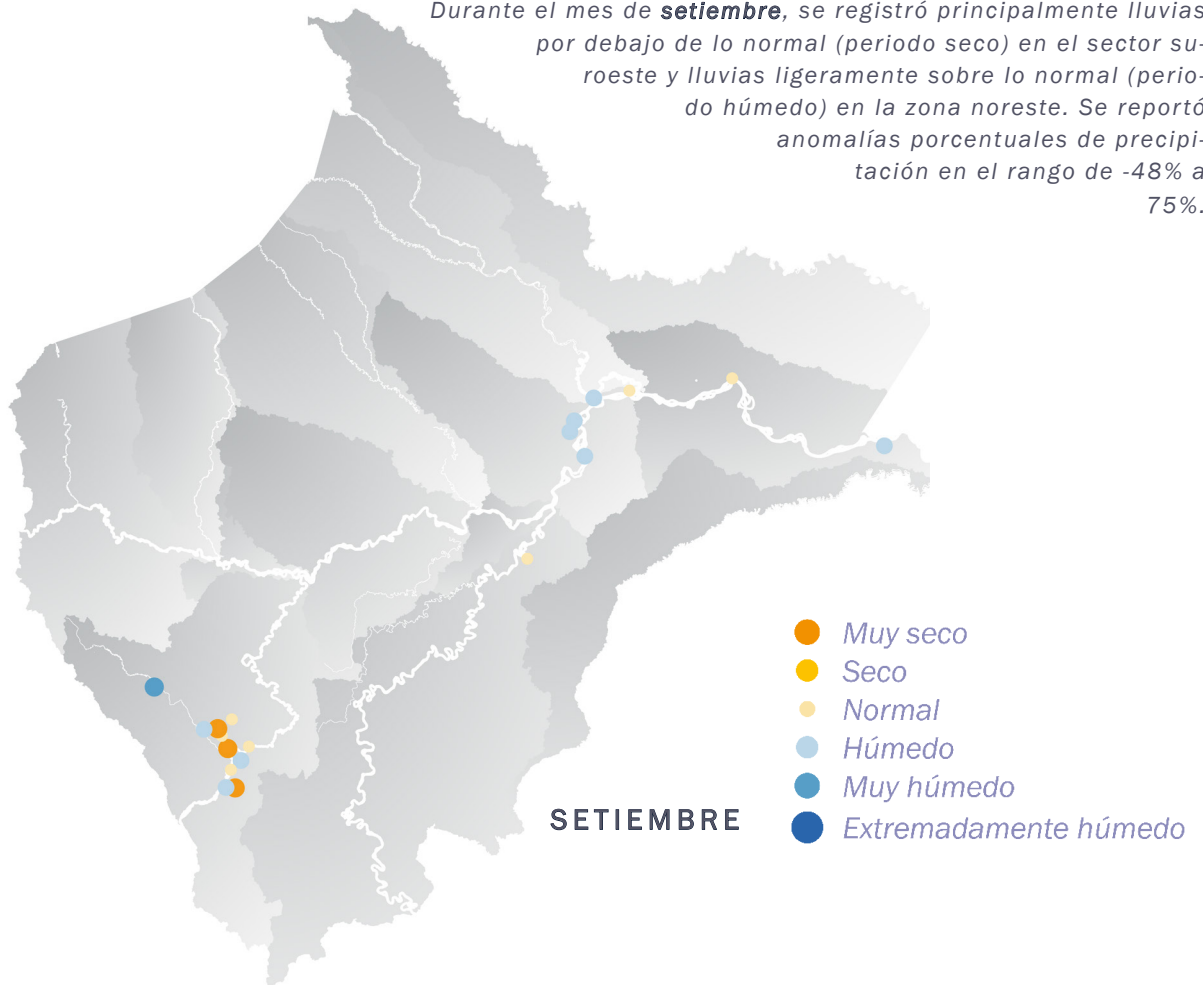 Durante el mes de setiembre, se registró principalmente lluvias
por debajo de lo normal (periodo seco) en el sector su-
roeste y lluvias ligeramente sobre lo normal (perio-
do húmedo) en la zona noreste. Se reportó
anomalías porcentuales de precipi-
tación en el rango de -48% a
75%.
Muy seco
Seco
Normal
Húmedo
Muy húmedo
Extremadamente húmedo
SETIEMBRE